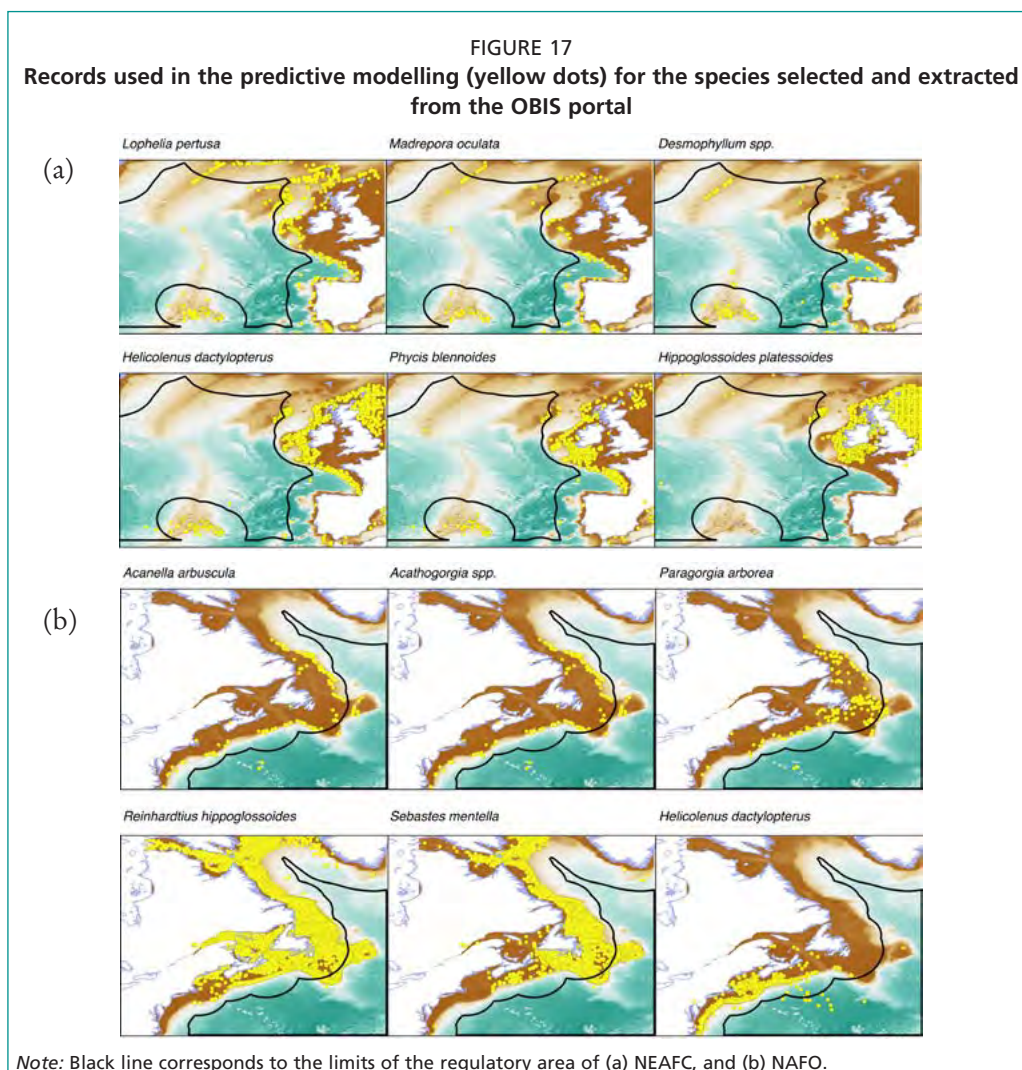 FIGURE 17
Records used in the predictive modelling (yellow dots) for the species selected and extracted
from the OBIS portal
(a)
Lophelia pertusa
Madrepora oculata
Desmophyllum spp.
Helicolenus dactylopterus
Phycis blennoides
Hippoglossoides platessoides
(b)
Acanella arbuscula
Acathogorgia spp.
Paragorgia arborea
Reinhardtius hippoglossoides
Sebastes mentella
Helicolenus dactylopterus
Note: Black line corresponds to the limits of the regulatory area of (a) NEAFC, and (b) NAFO.